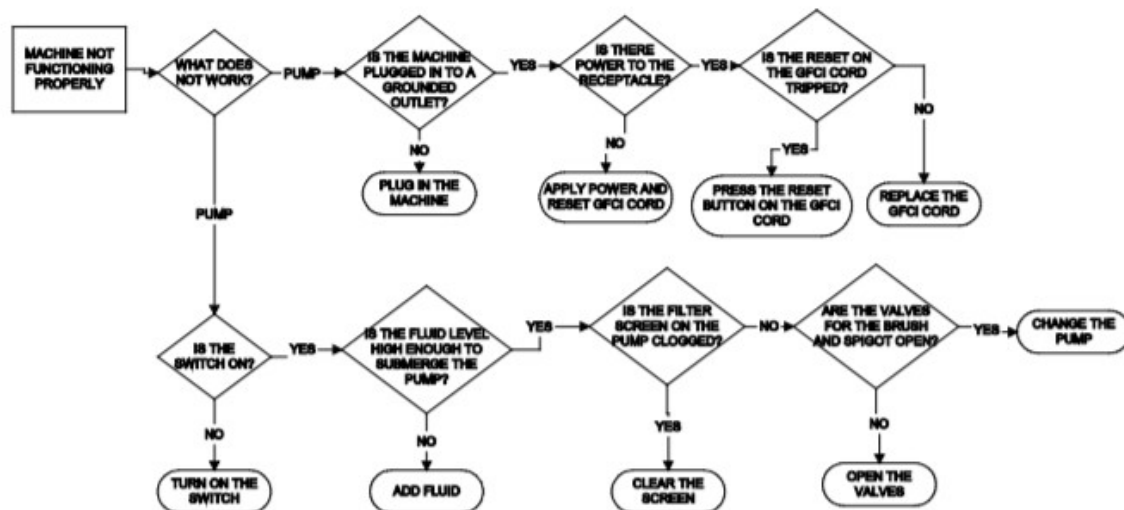 MACHINE NOT
FUNCTIONING
PROPERLY
WHAT DOES
NOT WORK?
PUMP
IS THE MACHINE
PLUGGED IN TO A
GROUNDED
OUTLET?
YES
IS THERE
POWER TO THE
RECEPTACLE?
YES
IS THE RESET ON
THE GFCI CORD
TRIPPED?
NO
PLUG IN THE
MACHINE
NO
APPLY POWER AND
RESET GFCI CORD
YES
PRESS THE RESET
BUTTON ON THE GFCI
CORD
NO
REPLACE THE
GFCI CORD
PUMP
IS THE
SWITCH ON?
YES
IS THE FLUID LEVEL
HIGH ENOUGH TO
SUBMERGE THE
PUMP?
YES
IS THE FILTER
SCREEN ON THE
PUMP CLOGGED?
NO
ARE THE VALVES
FOR THE BRUSH
AND SPIGOT OPEN?
YES
CHANGE THE
PUMP
NO
TURN ON THE
SWITCH
NO
ADD FLUID
YES
CLEAR THE
SCREEN
NO
OPEN THE
VALVES